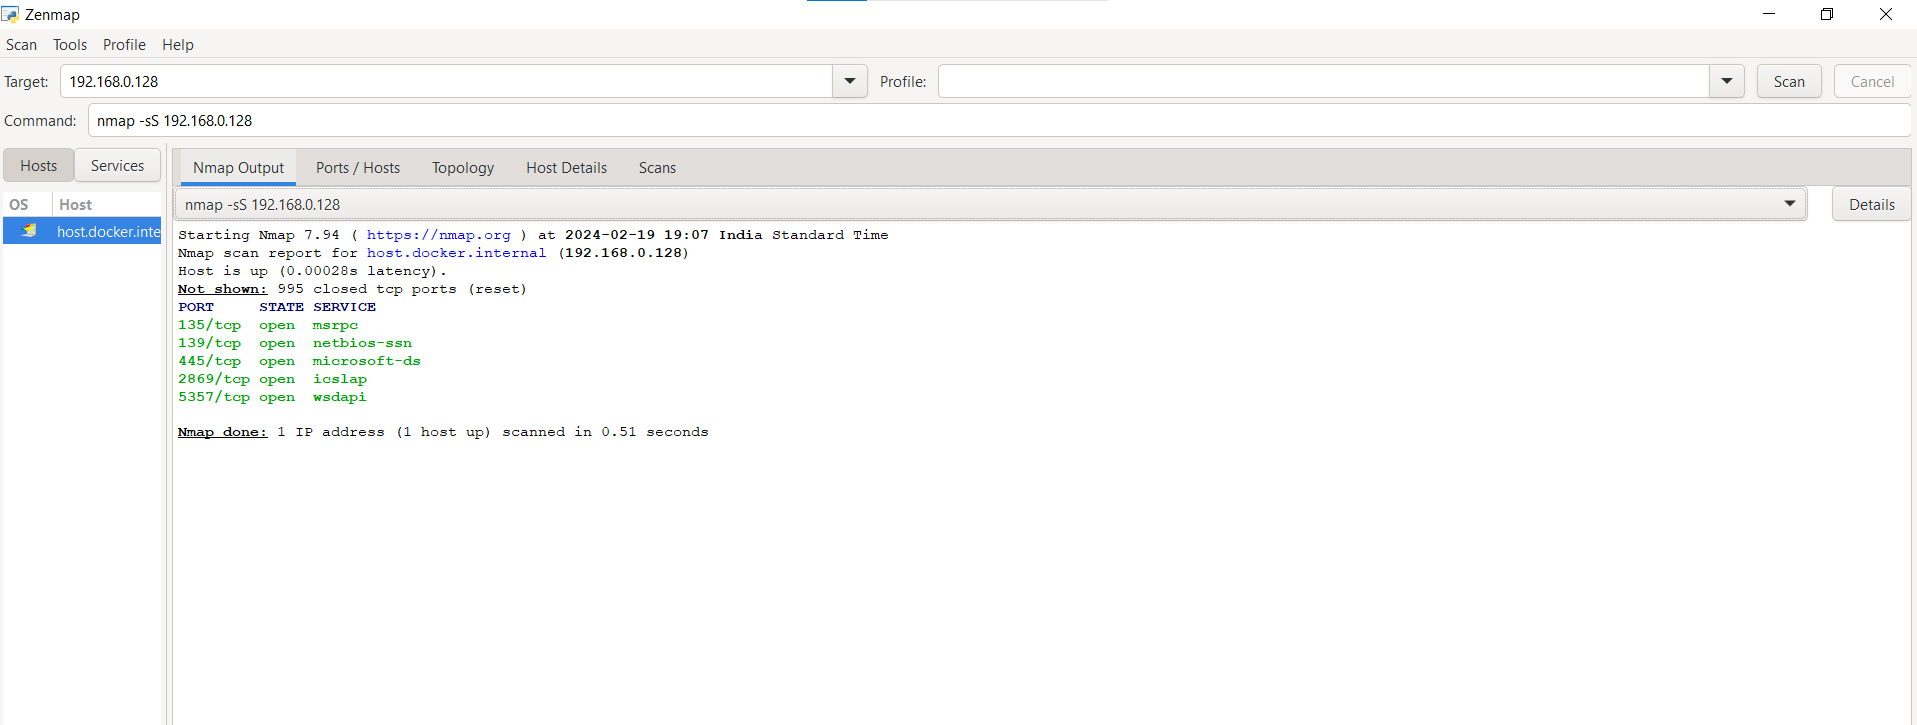 Zenmap
Scan Tools Profile Help
Target: 192.168.0.128 Profile: Scan Cancel
Command: nmap -sS 192.168.0.128
Hosts Services Nmap Output Ports / Hosts Topology Host Details Scans
OS Host nmap -sS 192.168.0.128 Details
host.docker.inte
Starting Nmap 7.94 ( https://nmap.org ) at 2024-02-19 19:07 India Standard Time
Nmap scan report for host.docker.internal (192.168.0.128)
Host is up (0.00028s latency).
Not shown: 995 closed tcp ports (reset)
PORT STATE SERVICE
135/tcp open msrpc
139/tcp open netbios-ssn
445/tcp open microsoft-ds
2869/tcp open icslap
5357/tcp open wsdapi
Nmap done: 1 IP address (1 host up) scanned in 0.51 seconds